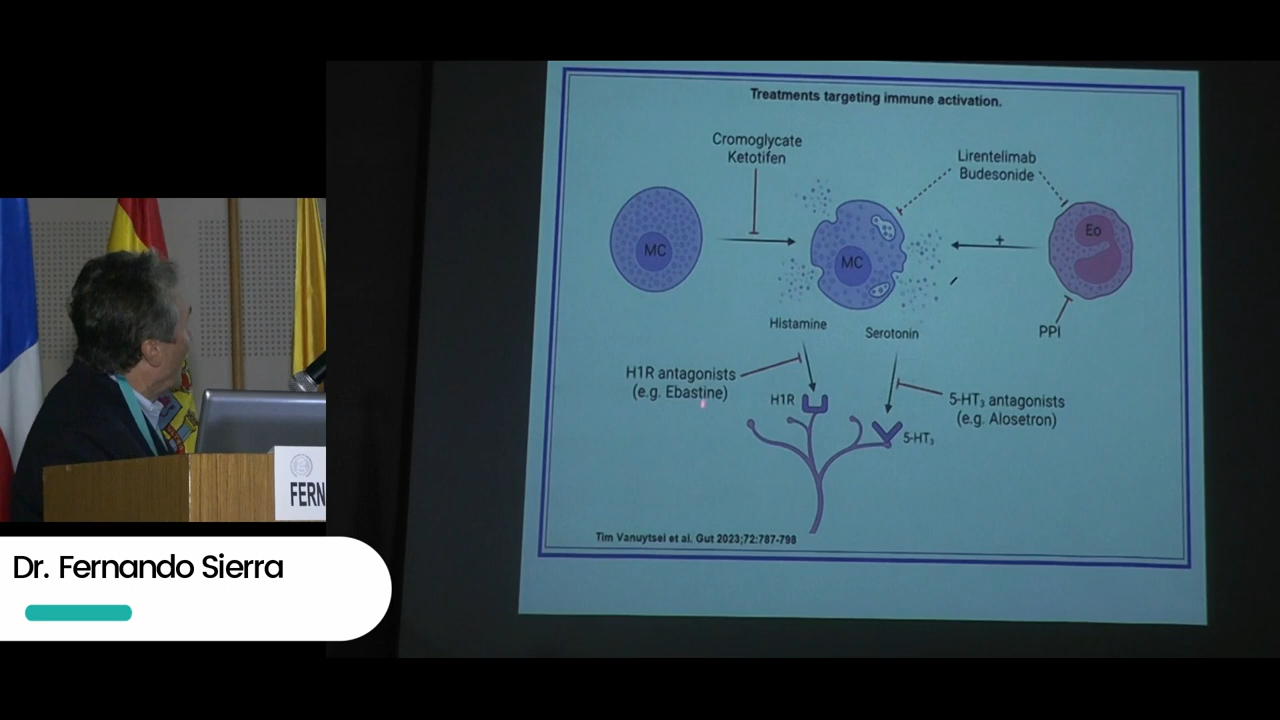 Treatments targeting immune activation.
Cromoglycate
Ketotifen
Lirentelimab
Budesonide
MC
MC
Eo
+
PPI
Histamine
Serotonin
H1R antagonists
(e.g. Ebastine)
H1R
5-HT₃ antagonists
(e.g. Alosetron)
5-HT₃
Tim Vanuytsel et al. Gut 2023;72:787-798
FERN
Dr. Fernando Sierra